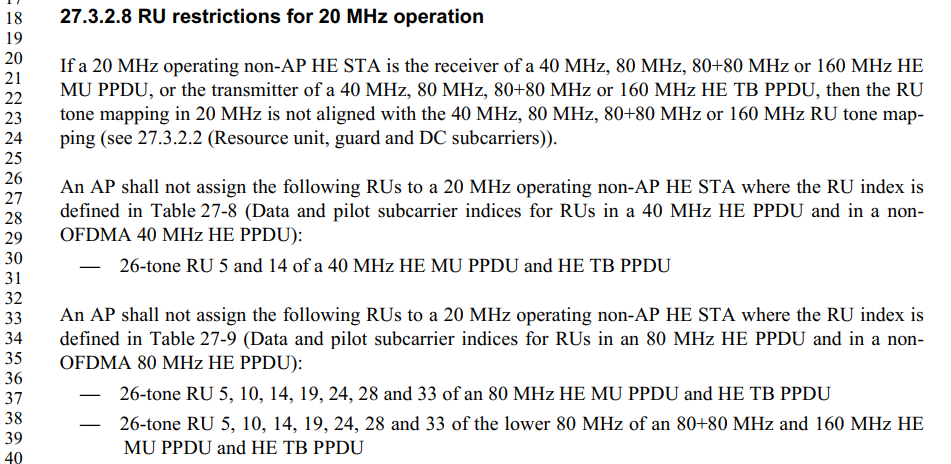 17
18 27.3.2.8 RU restrictions for 20 MHz operation
19
20 If a 20 MHz operating non-AP HE STA is the receiver of a 40 MHz, 80 MHz, 80+80 MHz or 160 MHz HE
21 MU PPDU, or the transmitter of a 40 MHz, 80 MHz, 80+80 MHz or 160 MHz HE TB PPDU, then the RU
22
23 tone mapping in 20 MHz is not aligned with the 40 MHz, 80 MHz, 80+80 MHz or 160 MHz RU tone map-
24 ping (see 27.3.2.2 (Resource unit, guard and DC subcarriers)).
25
26 An AP shall not assign the following RUs to a 20 MHz operating non-AP HE STA where the RU index is
27
28 defined in Table 27-8 (Data and pilot subcarrier indices for RUs in a 40 MHz HE PPDU and in a non-
29 OFDMA 40 MHz HE PPDU):
30 — 26-tone RU 5 and 14 of a 40 MHz HE MU PPDU and HE TB PPDU
31
32
33 An AP shall not assign the following RUs to a 20 MHz operating non-AP HE STA where the RU index is
34 defined in Table 27-9 (Data and pilot subcarrier indices for RUs in an 80 MHz HE PPDU and in a non-
35 OFDMA 80 MHz HE PPDU):
36
37 — 26-tone RU 5, 10, 14, 19, 24, 28 and 33 of an 80 MHz HE MU PPDU and HE TB PPDU
38 — 26-tone RU 5, 10, 14, 19, 24, 28 and 33 of the lower 80 MHz of an 80+80 MHz and 160 MHz HE
39
40 MU PPDU and HE TB PPDU